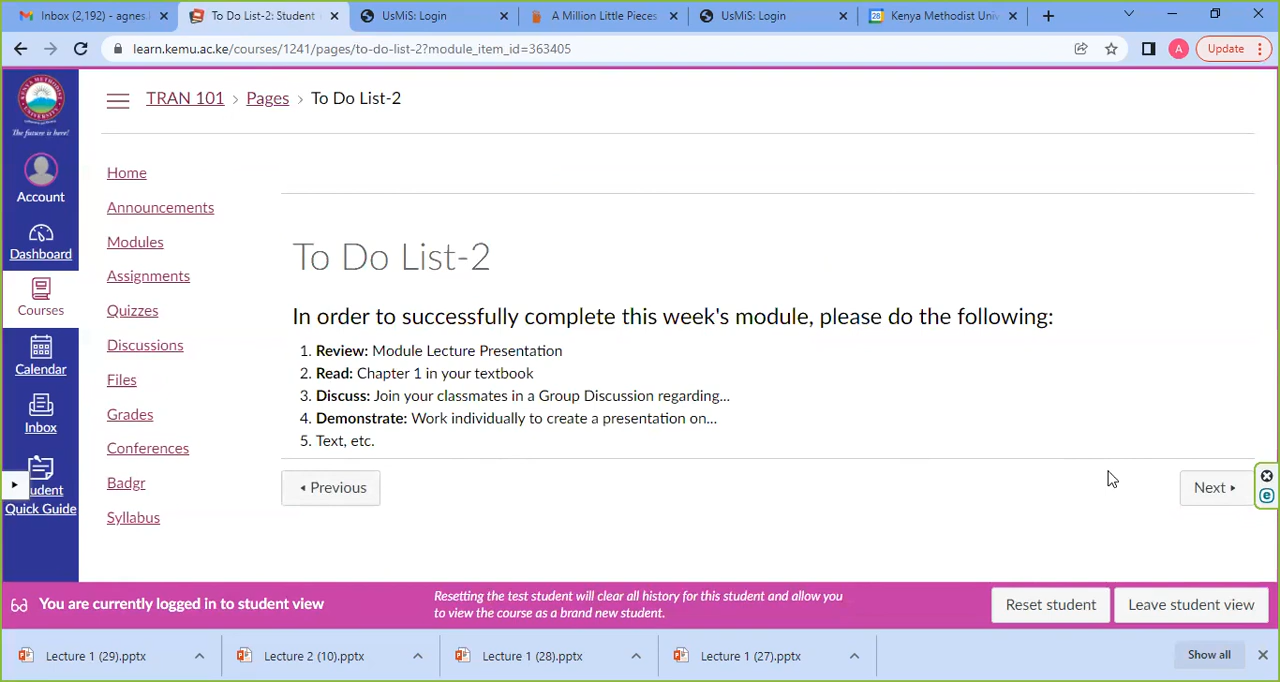 Inbox (2,192) - agnes
To Do List-2: Student
UsMiS: Login
A Million Little Pieces
UsMiS: Login
28 Kenya Methodist Univ
learn.kemu.ac.ke/courses/1241/pages/to-do-list-2?module_item_id=363405
A
Update
The future is here!
TRAN 101 > Pages > To Do List-2
Account
Dashboard
Courses
Calendar
Inbox
udent
Quick Guide
Home
Announcements
Modules
Assignments
Quizzes
Discussions
Files
Grades
Conferences
Badgr
Syllabus
To Do List-2
In order to successfully complete this week's module, please do the following:
1. Review: Module Lecture Presentation
2. Read: Chapter 1 in your textbook
3. Discuss: Join your classmates in a Group Discussion regarding...
4. Demonstrate: Work individually to create a presentation on...
5. Text, etc.
Previous
Next
You are currently logged in to student view
Resetting the test student will clear all history for this student and allow you
to view the course as a brand new student.
Reset student
Leave student view
Lecture 1 (29).pptx
Lecture 2 (10).pptx
Lecture 1 (28).pptx
Lecture 1 (27).pptx
Show all